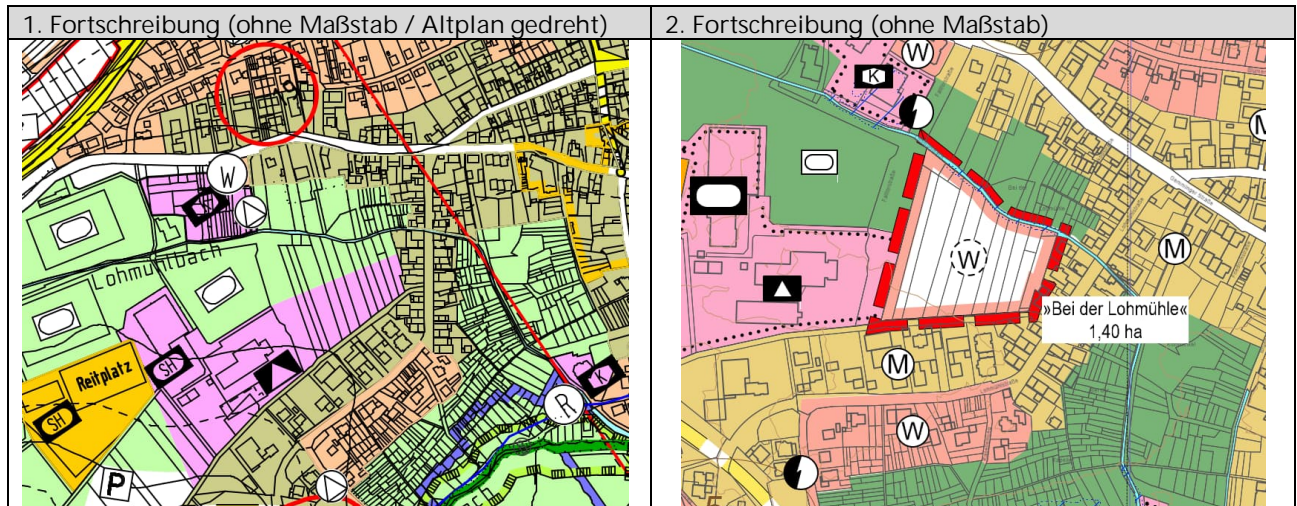 1. Fortschreibung (ohne Maßstab / Altplan gedreht)
2. Fortschreibung (ohne Maßstab)
W
Lohmühlbach
SH
Reitplatz
SH
P
K
R
W
K
M
W
M
»Bei der Lohmühle«
1,40 ha
M
W